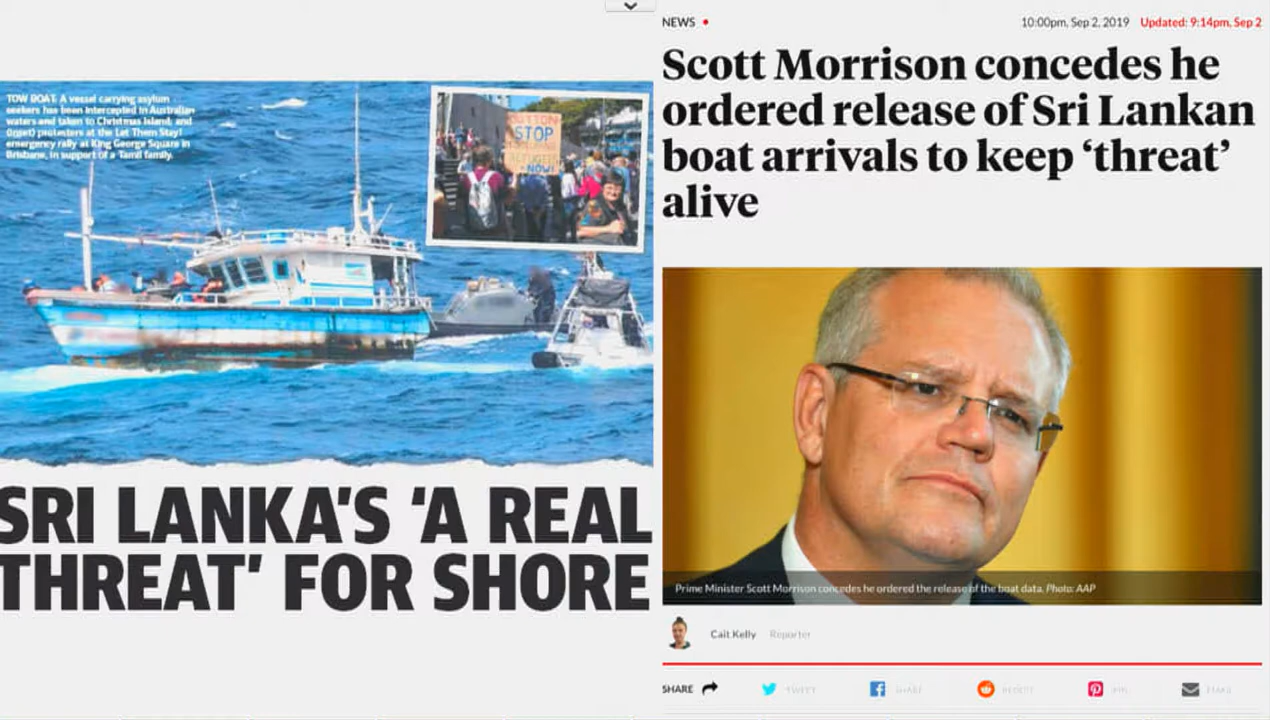 TOW BOAT: A vessel carrying asylum
seekers has been intercepted in Australian
waters and taken to Christmas Island, and
(inset) protesters at the Let Them Stay!
emergency rally at King George Square in
Brisbane, in support of a Tamil family.
DUTTON
STOP
REFUGEES
NOW!
SRI LANKA'S 'A REAL
THREAT' FOR SHORE
NEWS
10:00pm, Sep 2, 2019 Updated: 9:14pm, Sep 2
Scott Morrison concedes he
ordered release of Sri Lankan
boat arrivals to keep ‘threat’
alive
Prime Minister Scott Morrison concedes he ordered the release of the boat data. Photo: AAP
Cait Kelly Reporter
SHARE TWEET SHARE REDDIT PIN EMAIL